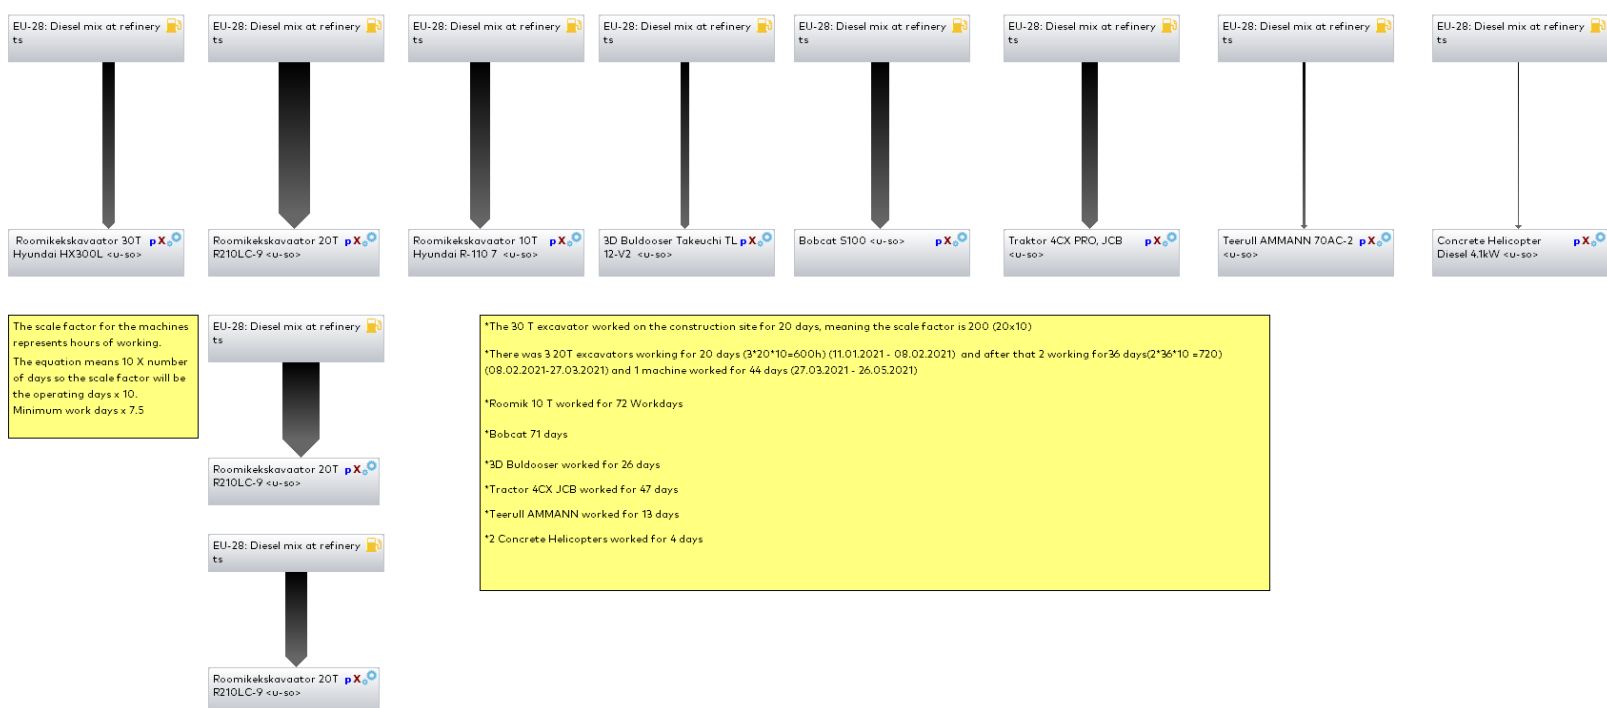 EU-28: Diesel mix at refinery
ts
EU-28: Diesel mix at refinery
ts
EU-28: Diesel mix at refinery
ts
EU-28: Diesel mix at refinery
ts
EU-28: Diesel mix at refinery
ts
EU-28: Diesel mix at refinery
ts
EU-28: Diesel mix at refinery
ts
EU-28: Diesel mix at refinery
ts
Roomikekskavaator 30T pX
Hyundai HX300L <u-so>
Roomikekskavaator 20T pX
R210LC-9 <u-so>
Roomikekskavaator 10T pX
Hyundai R-110 7 <u-so>
3D Buldooser Takeuchi TL pX
12-V2 <u-so>
Bobcat S100 <u-so> pX
Traktor 4CX PRO, JCB pX
<u-so>
Teerull AMMANN 70AC-2 pX
<u-so>
Concrete Helicopter pX
Diesel 4.1kW <u-so>
The scale factor for the machines
represents hours of working.
The equation means 10 X number
of days so the scale factor will be
the operating days x 10.
Minimum work days x 7.5
EU-28: Diesel mix at refinery
ts
Roomikekskavaator 20T pX
R210LC-9 <u-so>
EU-28: Diesel mix at refinery
ts
Roomikekskavaator 20T pX
R210LC-9 <u-so>
*The 30 T excavator worked on the construction site for 20 days, meaning the scale factor is 200 (20x10)
*There was 3 20T excavators working for 20 days (3*20*10=600h) (11.01.2021 - 08.02.2021) and after that 2 working for36 days(2*36*10 =720)
(08.02.2021-27.03.2021) and 1 machine worked for 44 days (27.03.2021 - 26.05.2021)
*Roomik 10 T worked for 72 Workdays
*Bobcat 71 days
*3D Buldooser worked for 26 days
*Tractor 4CX JCB worked for 47 days
*Teerull AMMANN worked for 13 days
*2 Concrete Helicopters worked for 4 days